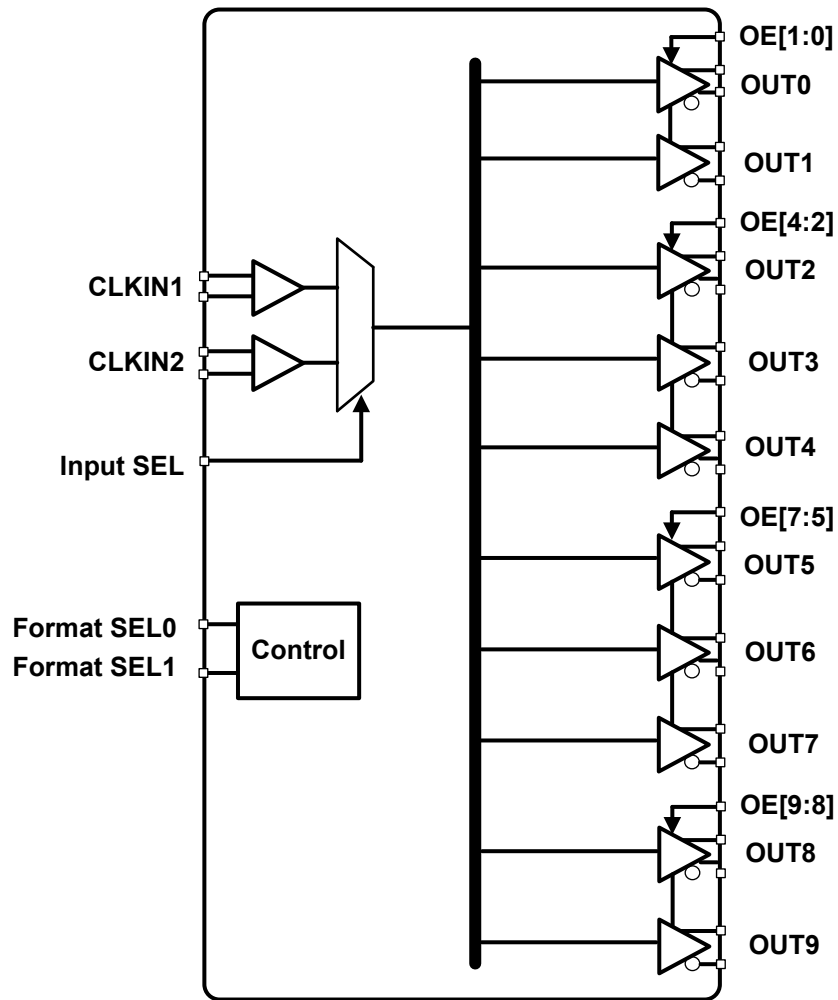 CLKIN1
CLKIN2
Input SEL
Format SEL0
Format SEL1
Control
OE[1:0]
OUT0
OUT1
OE[4:2]
OUT2
OUT3
OUT4
OE[7:5]
OUT5
OUT6
OUT7
OE[9:8]
OUT8
OUT9